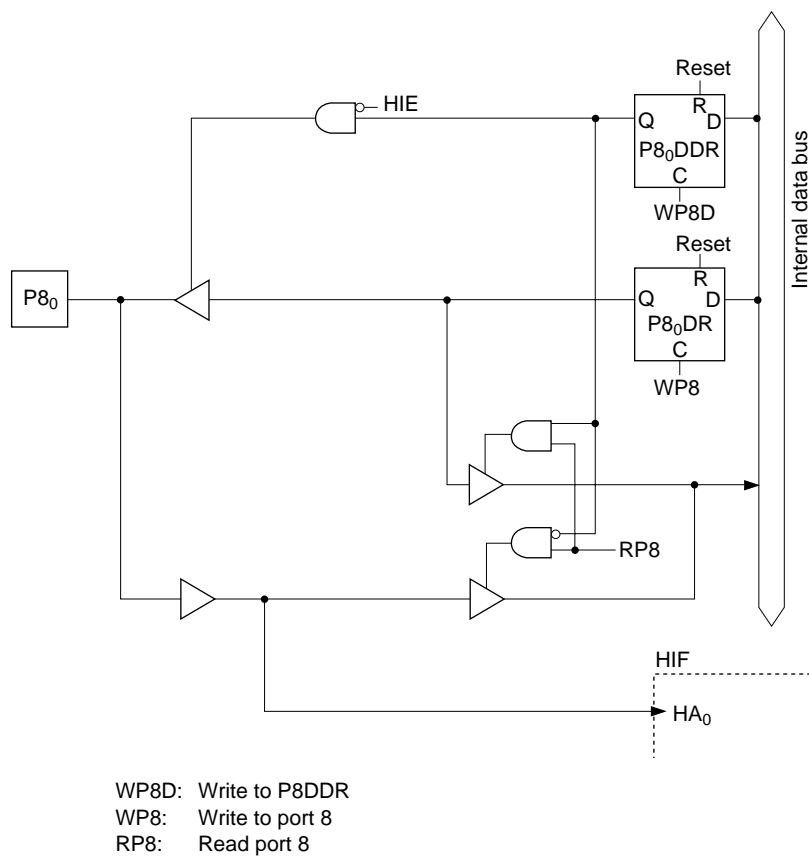 Reset
HIE
R
Q
D
P8₀DDR
C
WP8D
Internal data bus
Reset
R
P8₀
Q
D
P8₀DR
C
WP8
RP8
HIF
HA₀
WP8D: Write to P8DDR
WP8: Write to port 8
RP8: Read port 8